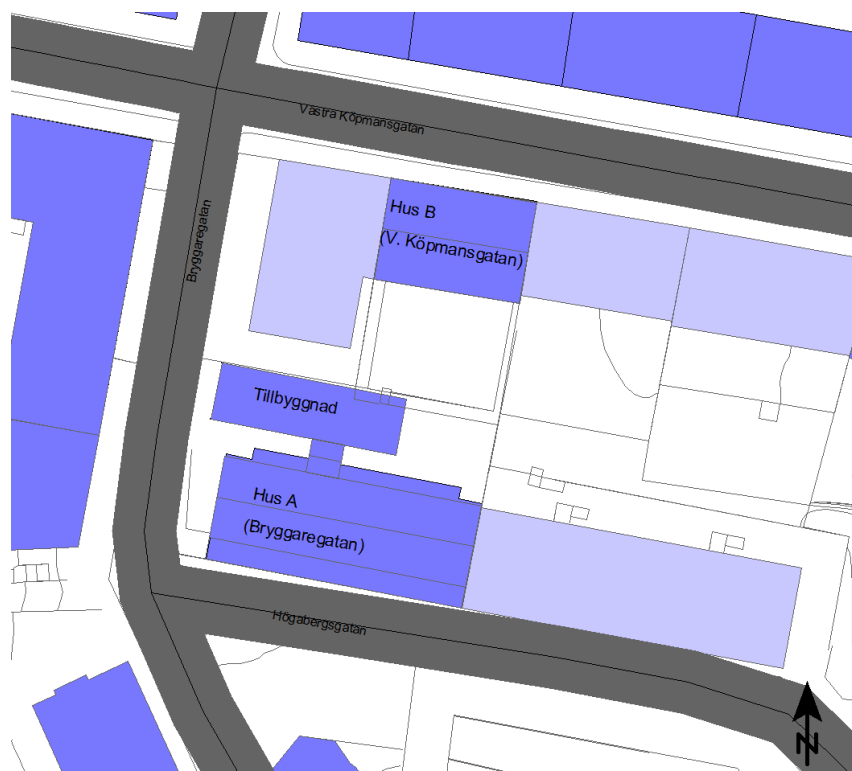 Västra Köpmansgatan
Hus B
(V. Köpmansgatan)
Bryggaregatan
Tillbyggnad
Hus A
(Bryggaregatan)
Högabergsgatan
N